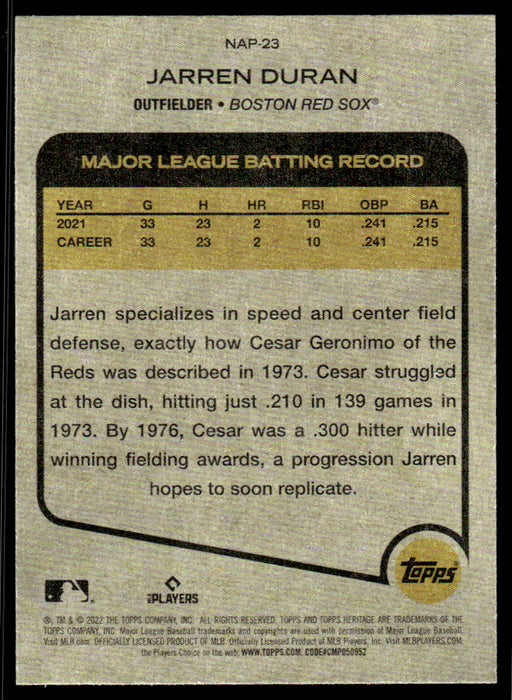 NAP-23
JARREN DURAN
OUTFIELDER • BOSTON RED SOX®
MAJOR LEAGUE BATTING RECORD
YEAR G H HR RBI OBP BA
2021 33 23 2 10 .241 .215
CAREER 33 23 2 10 .241 .215
Jarren specializes in speed and center field
defense, exactly how Cesar Geronimo of the
Reds was described in 1973. Cesar struggled
at the dish, hitting just .210 in 139 games in
1973. By 1976, Cesar was a .300 hitter while
winning fielding awards, a progression Jarren
hopes to soon replicate.
topps
PLAYERS
®, TM & © 2022 THE TOPPS COMPANY, INC. ALL RIGHTS RESERVED. TOPPS AND TOPPS HERITAGE ARE TRADEMARKS OF THE
TOPPS COMPANY, INC. Major League Baseball trademarks and copyrights are used with permission of Major League Baseball.
Visit MLB.com. OFFICIALLY LICENSED PRODUCT OF MLB Players, Inc. Visit MLBPLAYERS.COM,
the Players Choice on the web. WWW.TOPPS.COM. CODE#CMP050952